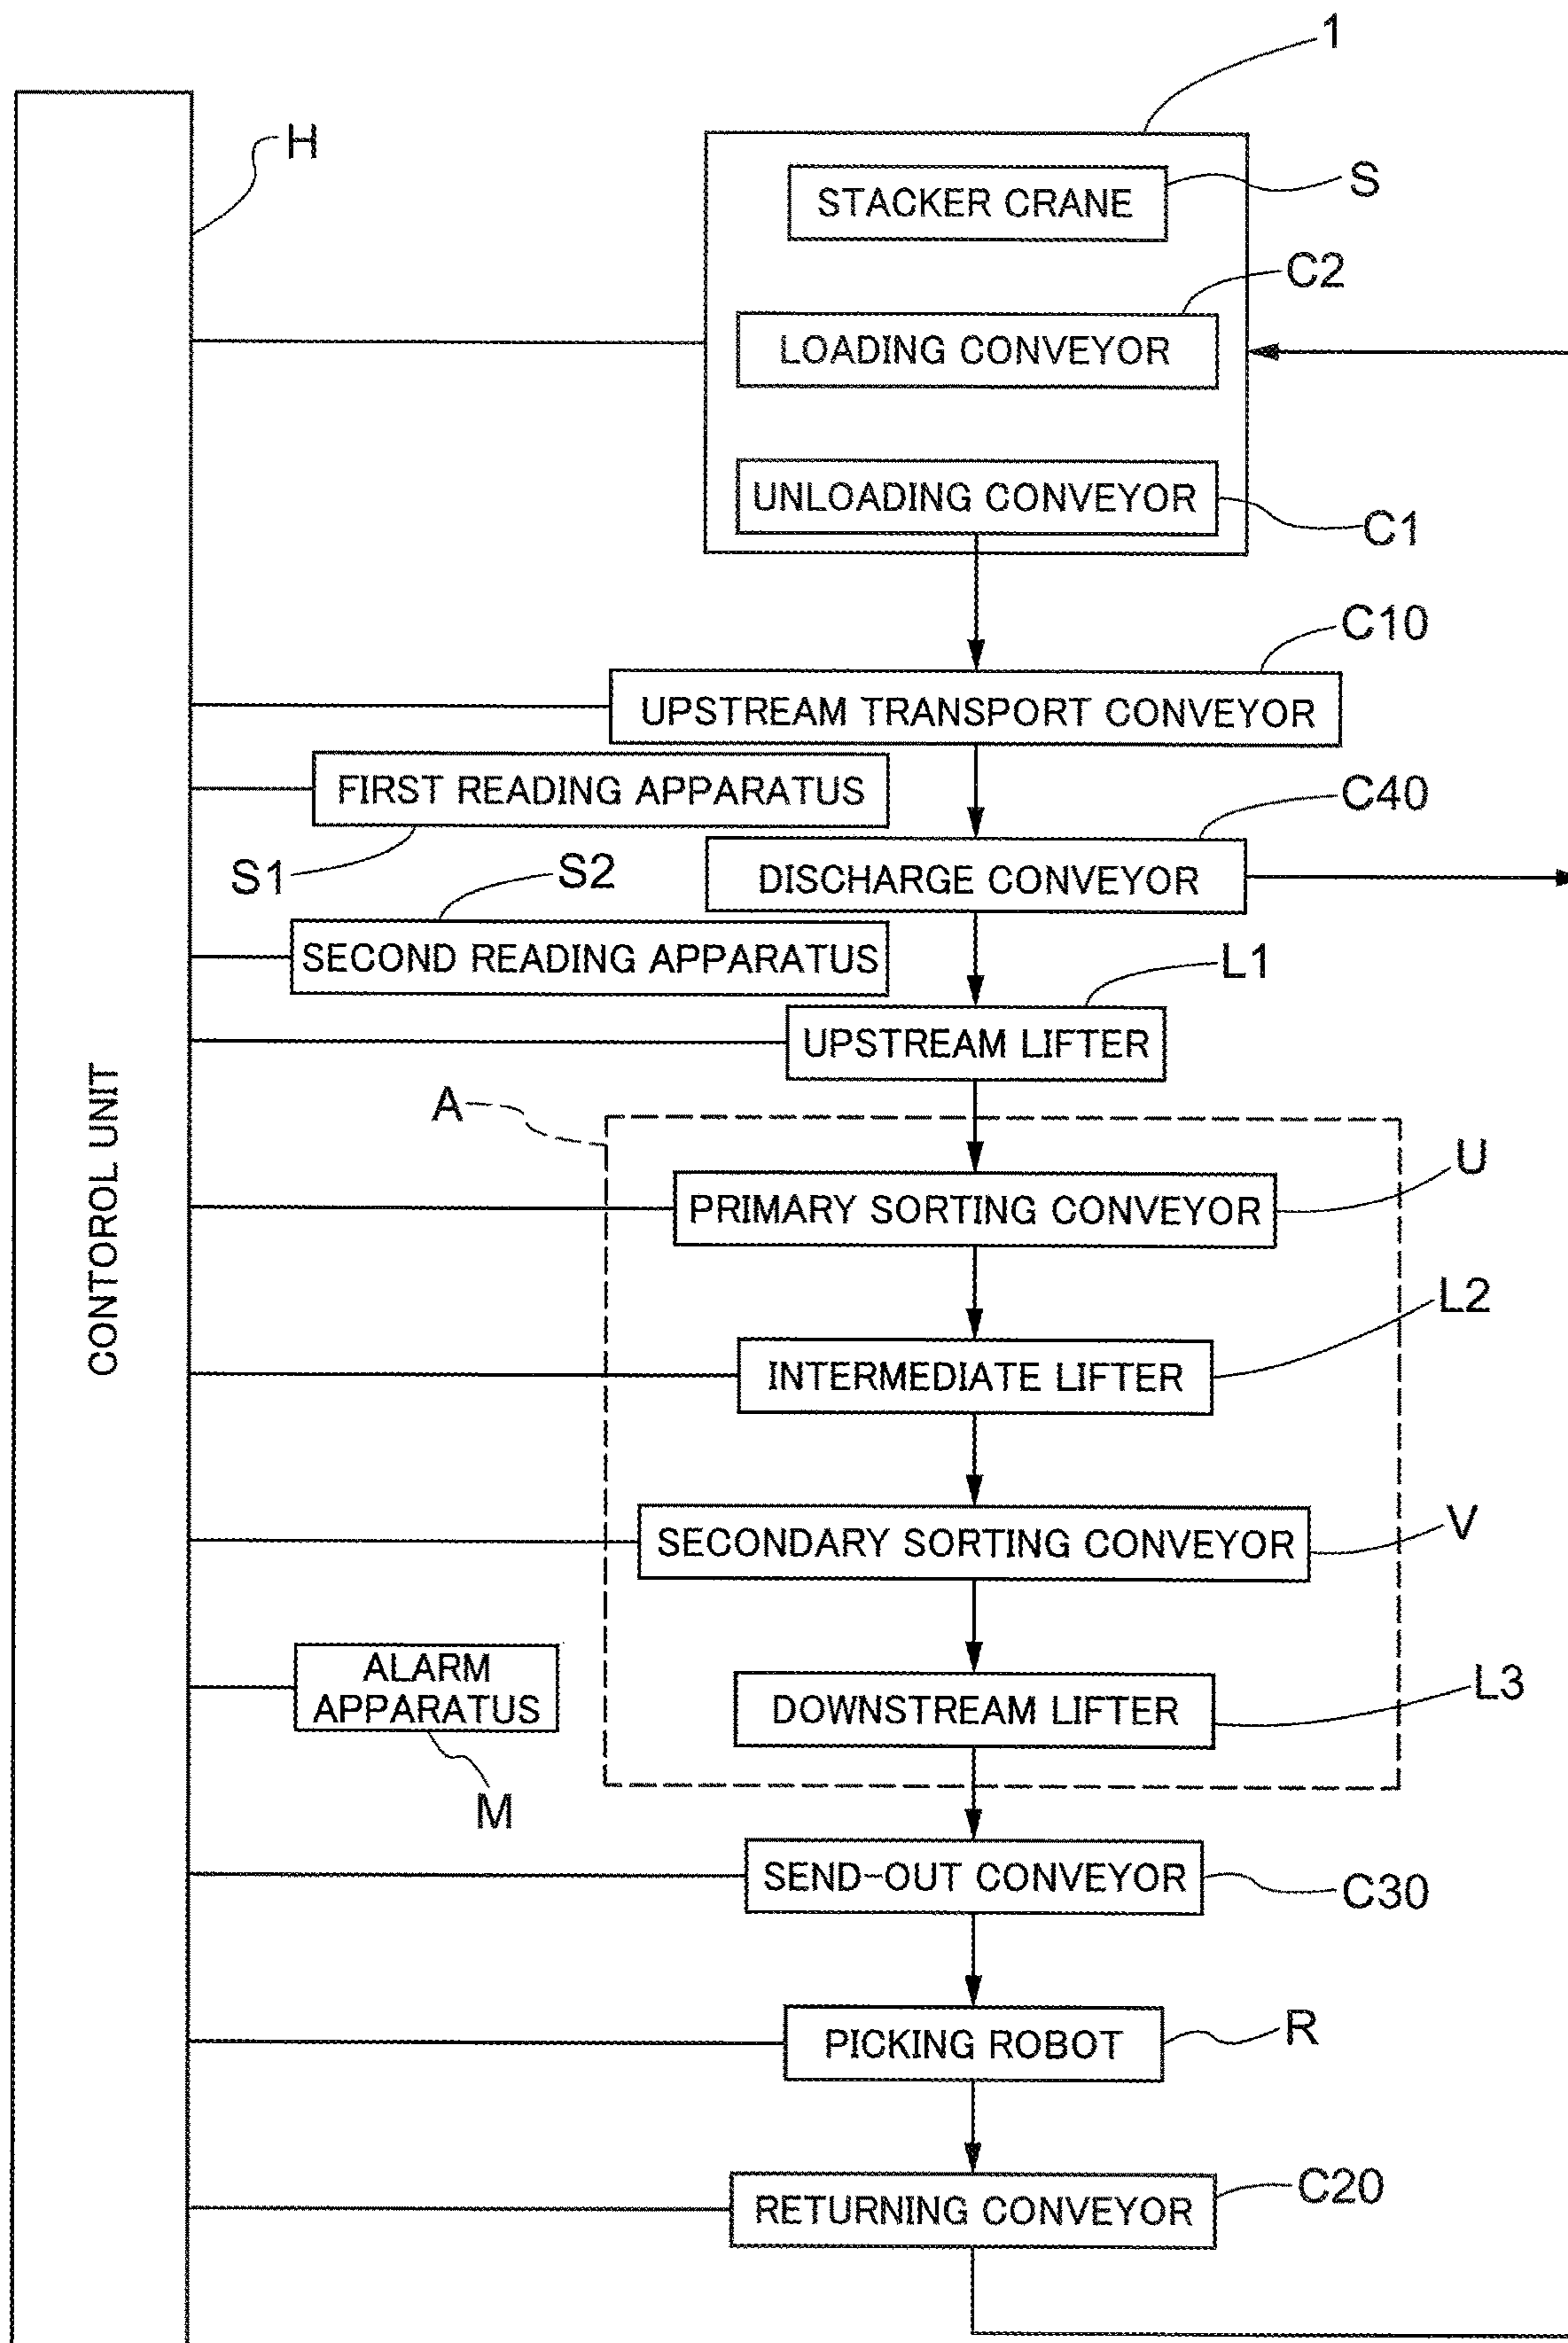 1
H
STACKER CRANE
S
C2
LOADING CONVEYOR
UNLOADING CONVEYOR
C1
C10
UPSTREAM TRANSPORT CONVEYOR
FIRST READING APPARATUS
C40
S1
S2
DISCHARGE CONVEYOR
SECOND READING APPARATUS
L1
UPSTREAM LIFTER
CONTOROL UNIT
A
U
PRIMARY SORTING CONVEYOR
L2
INTERMEDIATE LIFTER
V
SECONDARY SORTING CONVEYOR
ALARM
APPARATUS
L3
DOWNSTREAM LIFTER
M
SEND-OUT CONVEYOR
C30
PICKING ROBOT
R
C20
RETURNING CONVEYOR